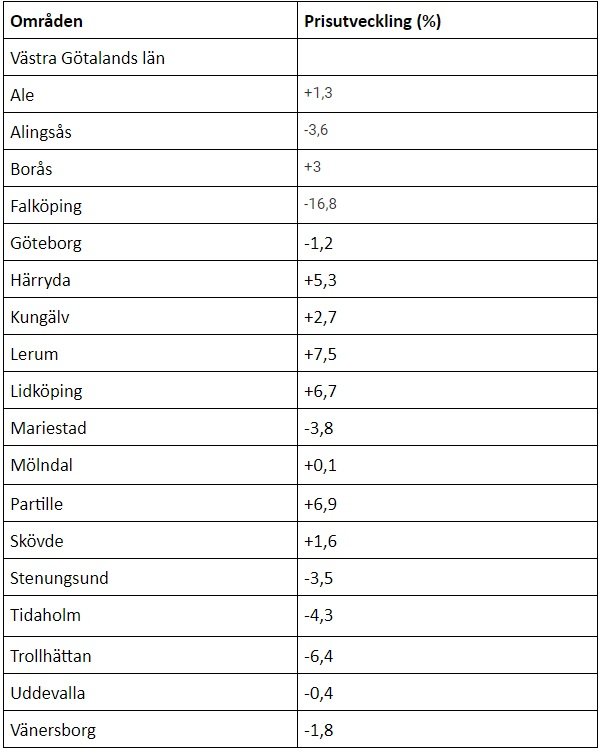 Områden Prisutveckling (%)
Västra Götalands län
Ale +1,3
Alingsås -3,6
Borås +3
Falköping -16,8
Göteborg -1,2
Härryda +5,3
Kungälv +2,7
Lerum +7,5
Lidköping +6,7
Mariestad -3,8
Mölndal +0,1
Partille +6,9
Skövde +1,6
Stenungsund -3,5
Tidaholm -4,3
Trollhättan -6,4
Uddevalla -0,4
Vänersborg -1,8